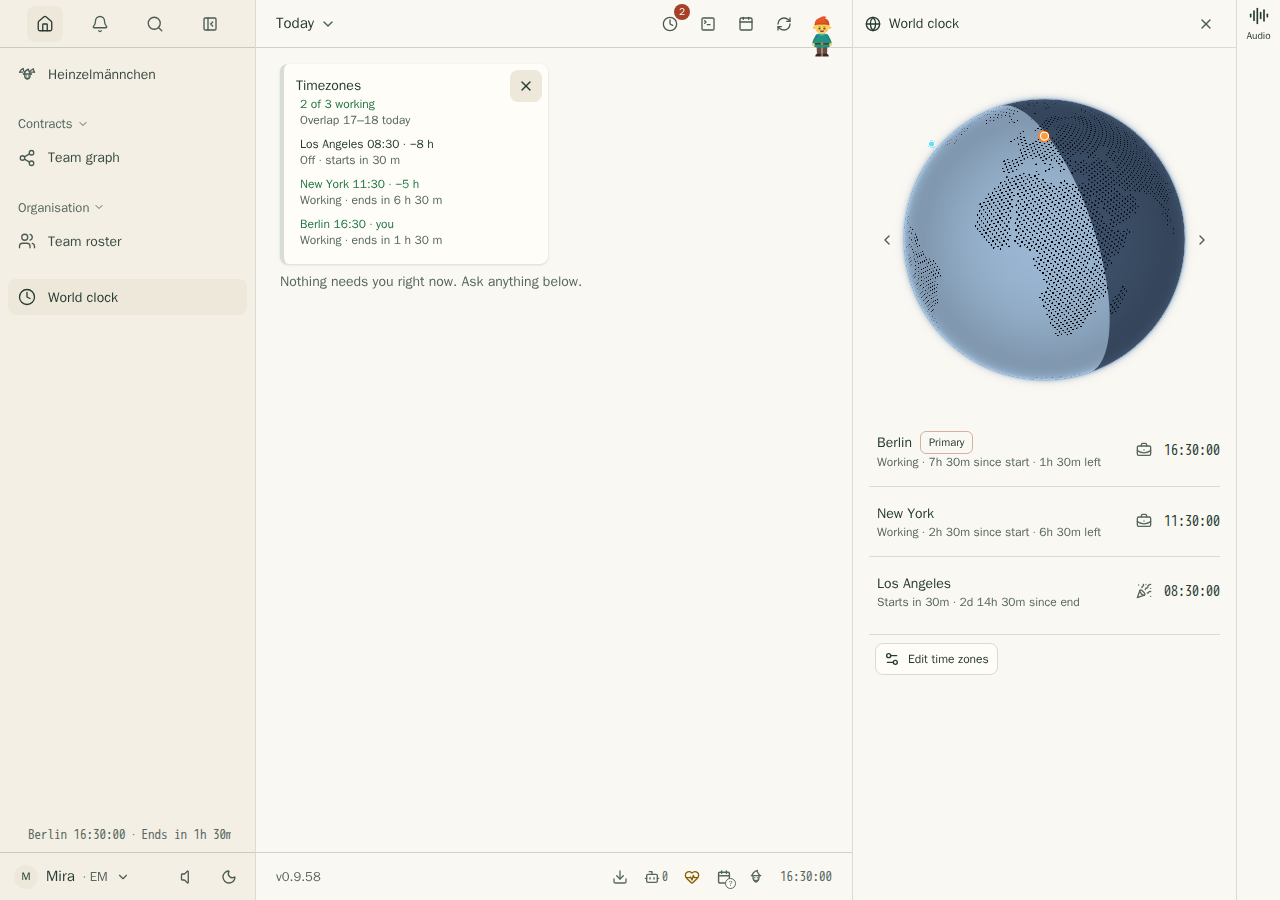 Today
2
World clock
Audio
Heinzelmännchen
Contracts
Team graph
Organisation
Team roster
World clock
Timezones
2 of 3 working
Overlap 17–18 today
Los Angeles 08:30 · −8 h
Off · starts in 30 m
New York 11:30 · −5 h
Working · ends in 6 h 30 m
Berlin 16:30 · you
Working · ends in 1 h 30 m
Nothing needs you right now. Ask anything below.
Berlin Primary
Working · 7h 30m since start · 1h 30m left
16:30:00
New York
Working · 2h 30m since start · 6h 30m left
11:30:00
Los Angeles
Starts in 30m · 2d 14h 30m since end
08:30:00
Edit time zones
Berlin 16:30:00 · Ends in 1h 30m
M Mira · EM
v0.9.58
0
?
16:30:00